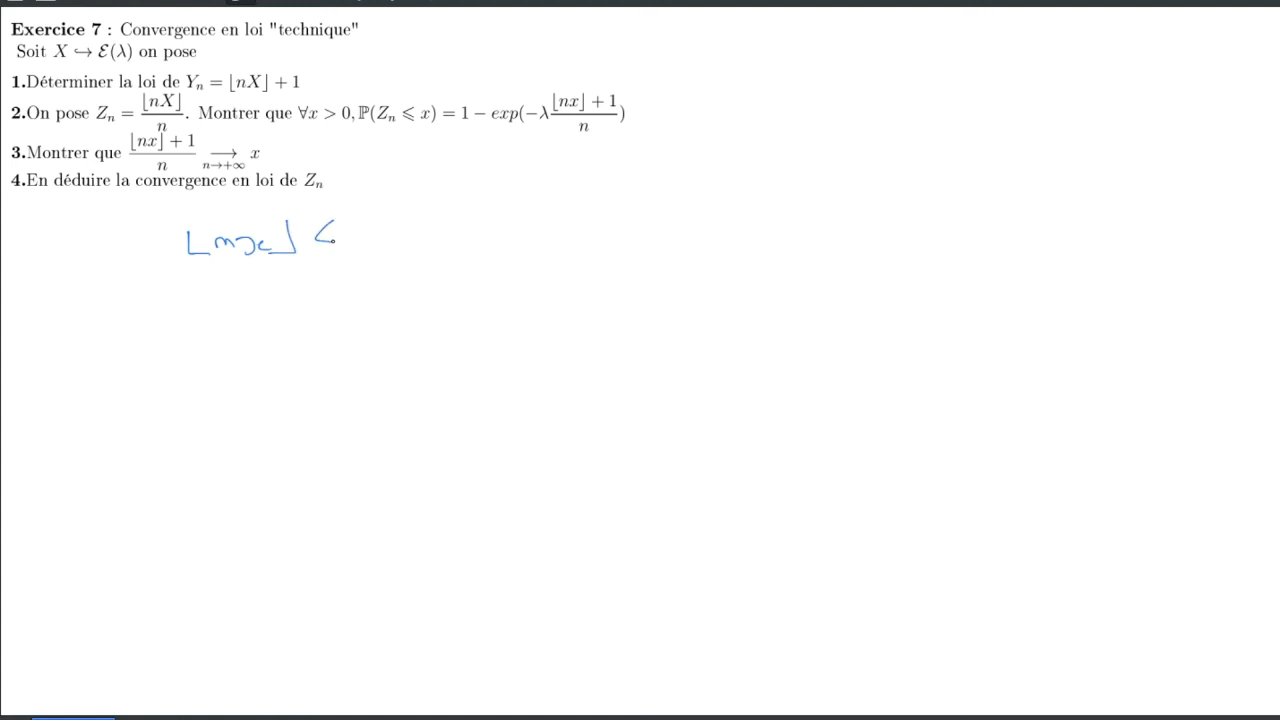 Exercice 7 : Convergence en loi "technique"
Soit X ↪ ℰ(λ) on pose
1.Déterminer la loi de Yₙ = ⌊nX⌋ + 1
2.On pose Zₙ = ⌊nX⌋/n. Montrer que ∀x > 0, ℙ(Zₙ ⩽ x) = 1 − exp(−λ (⌊nx⌋ + 1)/n)
3.Montrer que (⌊nx⌋ + 1)/n ⟶ x n→+∞
4.En déduire la convergence en loi de Zₙ
⌊nx⌋ <